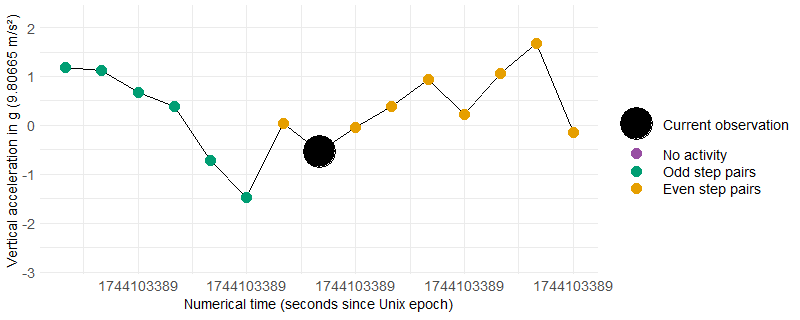 Vertical acceleration in g (9.80665 m/s²)
2
1
0
-1
-2
-3
1744103389 1744103389 1744103389 1744103389 1744103389
Numerical time (seconds since Unix epoch)
Current observation
No activity
Odd step pairs
Even step pairs